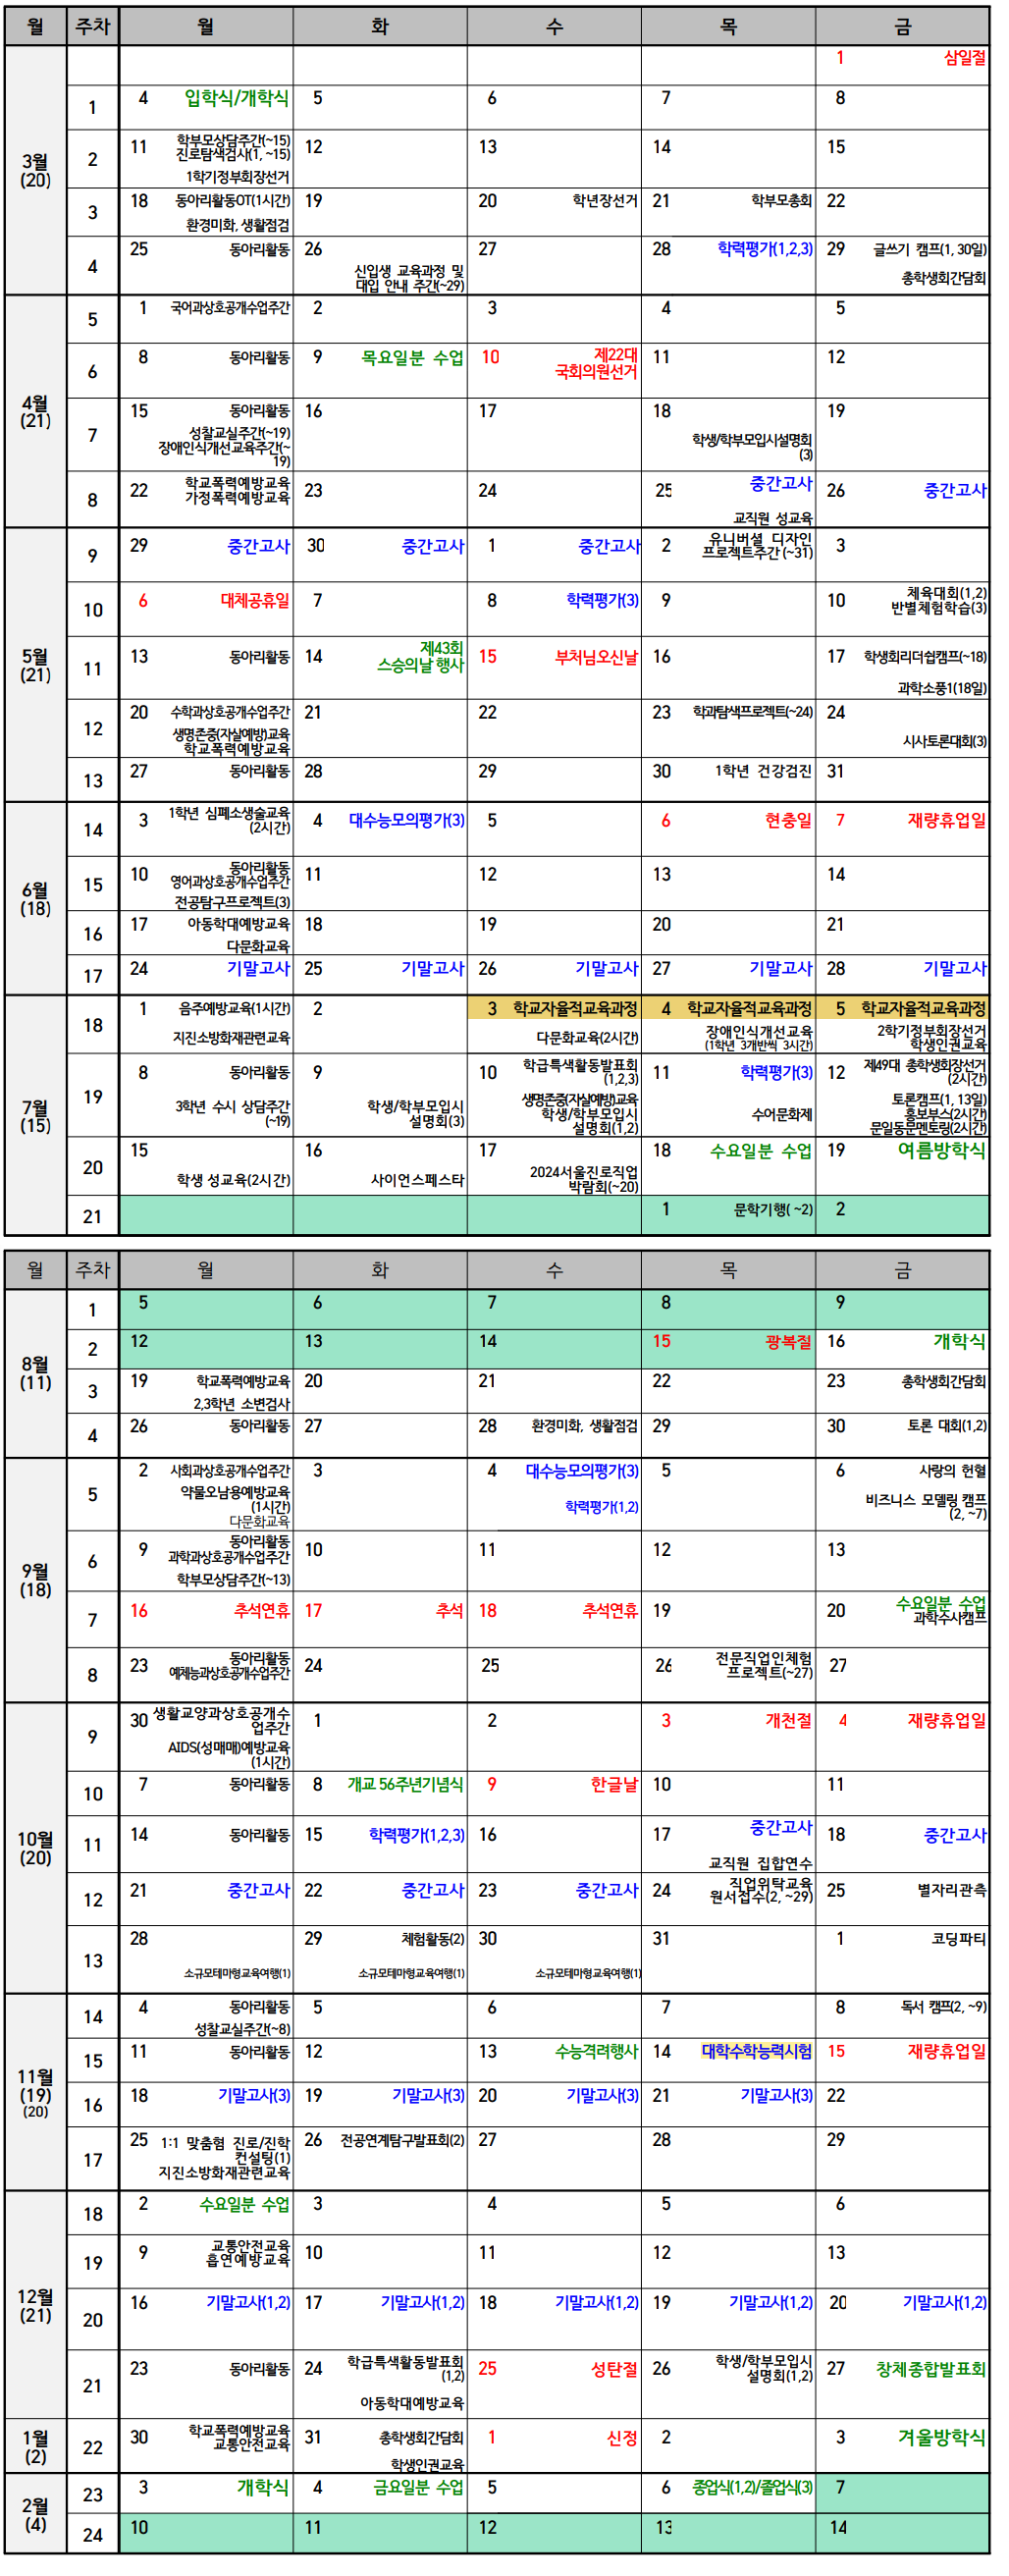 월 주차 월 화 수 목 금
1 삼일절
3월
(20)
1 4 입학식/개학식 5 6 7 8
2 11 학부모상담주간(~15) 12 13 14 15
진로탐색검사(1, ~15)
1학기정부회장선거
3 18 동아리활동OT(1시간) 19 20 학년장선거 21 학부모총회 22
환경미화, 생활점검
4 25 동아리활동 26 27 28 학력평가(1,2,3) 29 글쓰기 캠프(1, 30일)
신입생 교육과정 및
대입 안내 주간(~29)
총학생회간담회
4월
(21)
5 1 국어과상호공개수업주간 2 3 4 5
6 8 동아리활동 9 목요일분 수업 10 제22대 11 12
국회의원선거
7 15 동아리활동 16 17 18 19
성찰교실주간(~19)
장애인식개선교육주간(~
19)
학생/학부모입시설명회
(3)
8 22 학교폭력예방교육 23 24 25 중간고사 26 중간고사
가정폭력예방교육
교직원 성교육
5월
(21)
9 29 중간고사 30 중간고사 1 중간고사 2 유니버셜 디자인 3
프로젝트주간 (~31)
10 6 대체공휴일 7 8 학력평가(3) 9 10 체육대회(1,2)
반별체험학습(3)
11 13 동아리활동 14 제43회 15 부처님오신날 16 17 학생회리더쉽캠프(~18)
스승의날 행사
과학소풍1(18일)
12 20 수학과상호공개수업주간 21 22 23 학과탐색프로젝트(~24) 24
생명존중(자살예방)교육
학교폭력예방교육
시사토론대회(3)
13 27 동아리활동 28 29 30 1학년 건강검진 31
6월
(18)
14 3 1학년 심폐소생술교육 4 대수능모의평가(3) 5 6 현충일 7 재량휴업일
(2시간)
15 10 동아리활동 11 12 13 14
영어과상호공개수업주간
전공탐구프로젝트(3)
16 17 아동학대예방교육 18 19 20 21
다문화교육
17 24 기말고사 25 기말고사 26 기말고사 27 기말고사 28 기말고사
7월
(15)
18 1 음주예방교육(1시간) 2 3 학교자율적교육과정 4 학교자율적교육과정 5 학교자율적교육과정
지진소방화재관련교육
다문화교육(2시간)
장애인식개선교육
(1학년 3개반씩 3시간)
2학기정부회장선거
학생인권교육
19 8 동아리활동 9 10 학급특색활동발표회 11 학력평가(3) 12 제49대 총학생회장선거
(1,2,3)
(2시간)
3학년 수시 상담주간
(~19)
학생/학부모입시
설명회(3)
생명존중(자살예방)교육
학생/학부모입시
설명회(1,2)
수어문화제
토론캠프(1, 13일)
홍보부스(2시간)
문일동문멘토링(2시간)
20 15 16 17 18 수요일분 수업 19 여름방학식
학생 성교육(2시간)
사이언스페스타
2024서울진로직업
박람회(~20)
21 1 문학기행( ~2) 2
월 주차 월 화 수 목 금
8월
(11)
1 5 6 7 8 9
2 12 13 14 15 광복절 16 개학식
3 19 학교폭력예방교육 20 21 22 23 총학생회간담회
2,3학년 소변검사
4 26 동아리활동 27 28 환경미화, 생활점검 29 30 토론 대회(1,2)
9월
(18)
5 2 사회과상호공개수업주간 3 4 대수능모의평가(3) 5 6 사랑의 헌혈
약물오남용예방교육
(1시간)
다문화교육
학력평가(1,2)
비즈니스 모델링 캠프
(2, ~7)
6 9 동아리활동 10 11 12 13
과학과상호공개수업주간
학부모상담주간(~13)
7 16 추석연휴 17 추석 18 추석연휴 19 20 수요일분 수업
과학수사캠프
8 23 동아리활동 24 25 26 전문직업인체험 27
예체능과상호공개수업주간
프로젝트(~27)
10월
(20)
9 30 생활교양과상호공개수 1 2 3 개천절 4 재량휴업일
업주간
AIDS(성매매)예방교육
(1시간)
10 7 동아리활동 8 개교 56주년기념식 9 한글날 10 11
11 14 동아리활동 15 학력평가(1,2,3) 16 17 중간고사 18 중간고사
교직원 집합연수
12 21 중간고사 22 중간고사 23 중간고사 24 직업위탁교육 25 별자리관측
원서접수(2, ~29)
13 28 29 체험활동(2) 30 31 1 코딩파티
소규모테마형교육여행(1) 소규모테마형교육여행(1) 소규모테마형교육여행(1)
11월
(19)
(20)
14 4 동아리활동 5 6 7 8 독서 캠프(2, ~9)
성찰교실주간(~8)
15 11 동아리활동 12 13 수능격려행사 14 대학수학능력시험 15 재량휴업일
16 18 기말고사(3) 19 기말고사(3) 20 기말고사(3) 21 기말고사(3) 22
17 25 1:1 맞춤형 진로/진학 26 전공연계탐구발표회(2) 27 28 29
컨설팅(1)
지진소방화재관련교육
12월
(21)
18 2 수요일분 수업 3 4 5 6
19 9 교통안전교육 10 11 12 13
흡연예방교육
20 16 기말고사(1,2) 17 기말고사(1,2) 18 기말고사(1,2) 19 기말고사(1,2) 20 기말고사(1,2)
21 23 동아리활동 24 학급특색활동발표회 25 성탄절 26 학생/학부모입시 27 창체종합발표회
(1,2)
설명회(1,2)
아동학대예방교육
1월
(2)
22 30 학교폭력예방교육 31 총학생회간담회 1 신정 2 3 겨울방학식
교통안전교육
학생인권교육
2월
(4)
23 3 개학식 4 금요일분 수업 5 6 종업식(1,2)/졸업식(3) 7
24 10 11 12 13 14